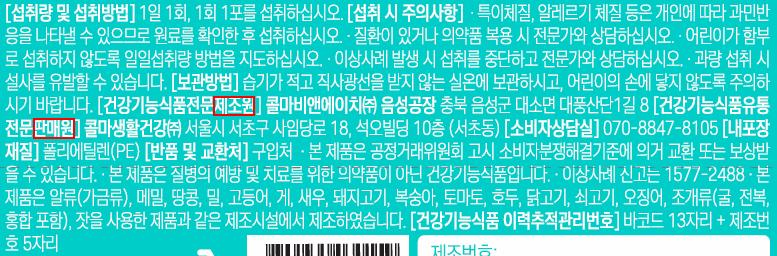 [섭취량 및 섭취방법] 1일 1회, 1회 1포를 섭취하십시오. [섭취 시 주의사항] · 특이체질, 알레르기 체질 등은 개인에 따라 과민반
응을 나타낼 수 있으므로 원료를 확인한 후 섭취하십시오. · 질환이 있거나 의약품 복용 시 전문가와 상담하십시오. · 어린이가 함부
로 섭취하지 않도록 일일섭취량 방법을 지도하십시오. · 이상사례 발생 시 섭취를 중단하고 전문가와 상담하십시오. · 과량 섭취 시
설사를 유발할 수 있습니다. [보관방법] 습기가 적고 직사광선을 받지 않는 실온에 보관하시고, 어린이의 손에 닿지 않도록 주의하
시기 바랍니다. [건강기능식품전문제조원] 콜마비앤에이치㈜ 음성공장 충북 음성군 대소면 대풍산단1길 8 [건강기능식품유통
전문판매원] 콜마생활건강㈜ 서울시 서초구 사임당로 18, 석오빌딩 10층 (서초동) [소비자상담실] 070-8847-8105 [내포장
재질] 폴리에틸렌(PE) [반품 및 교환처] 구입처 · 본 제품은 공정거래위원회 고시 소비자분쟁해결기준에 의거 교환 또는 보상받
을 수 있습니다. · 본 제품은 질병의 예방 및 치료를 위한 의약품이 아닌 건강기능식품입니다. · 이상사례 신고는 1577-2488 · 본
제품은 알류(가금류), 메밀, 땅콩, 밀, 고등어, 게, 새우, 돼지고기, 복숭아, 토마토, 호두, 닭고기, 쇠고기, 오징어, 조개류(굴, 전복,
홍합 포함), 잣을 사용한 제품과 같은 제조시설에서 제조하였습니다. [건강기능식품 이력추적관리번호] 바코드 13자리 + 제조번
호 5자리
제조번호: